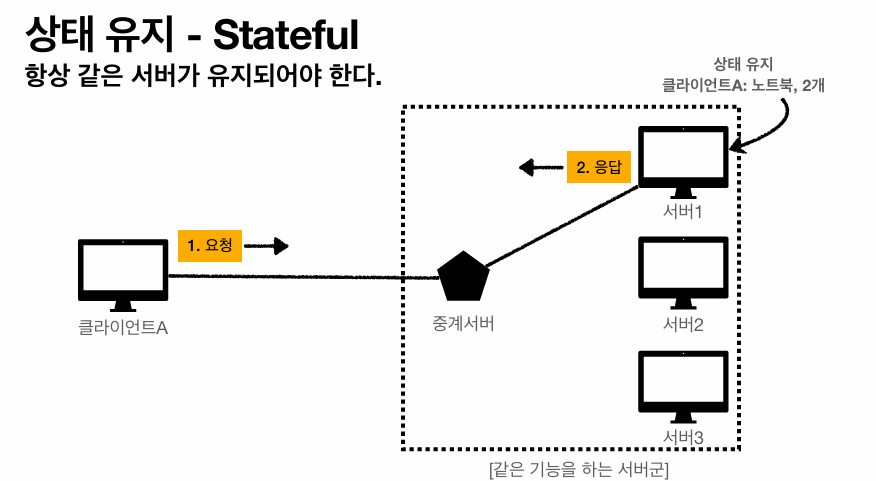 상태 유지 - Stateful
항상 같은 서버가 유지되어야 한다.
상태 유지
클라이언트A: 노트북, 2개
2. 응답
서버1
1. 요청
클라이언트A
중계서버
서버2
서버3
[같은 기능을 하는 서버군]